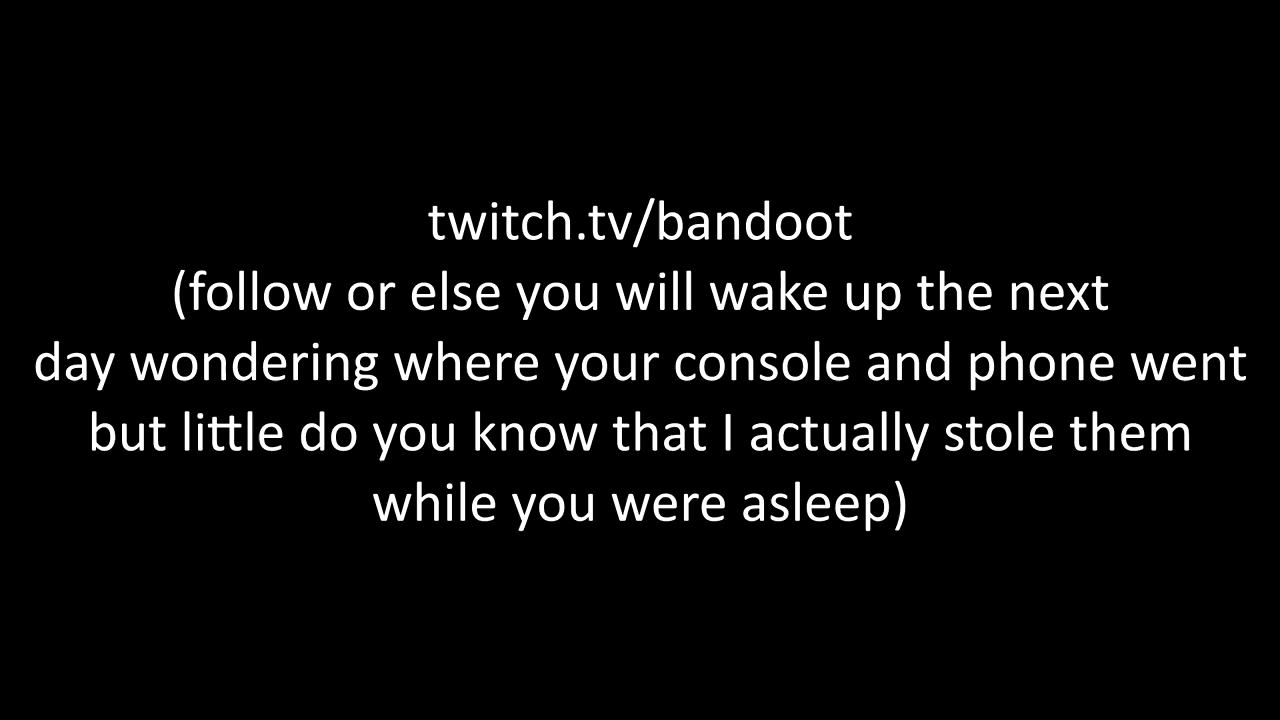 twitch.tv/bandoot
(follow or else you will wake up the next
day wondering where your console and phone went
but little do you know that I actually stole them
while you were asleep)